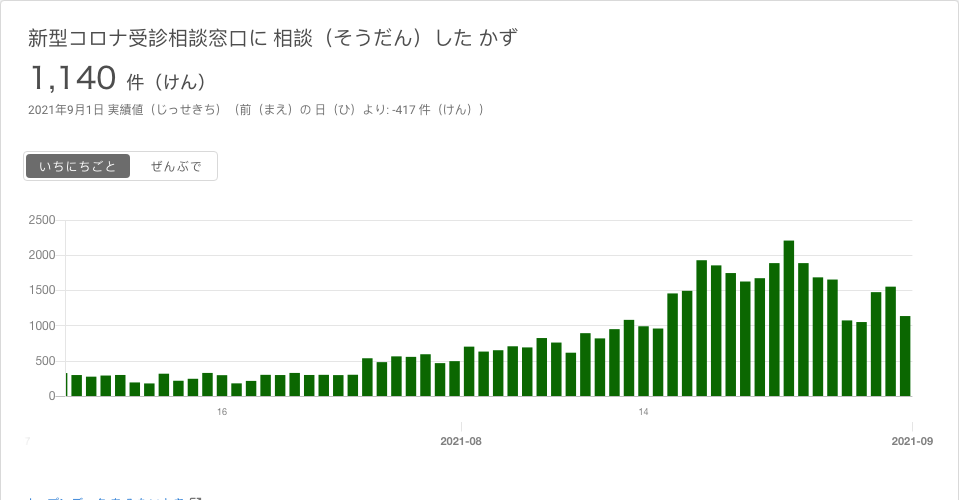 新型コロナ受診相談窓口に 相談（そうだん）した かず
1,140 件（けん）
2021年9月1日 実績値（じっせきち）（前（まえ）の 日（ひ）より: -417 件（けん））
いちにちごと ぜんぶで
2500
2000
1500
1000
500
0
16 14
2021-08 2021-09